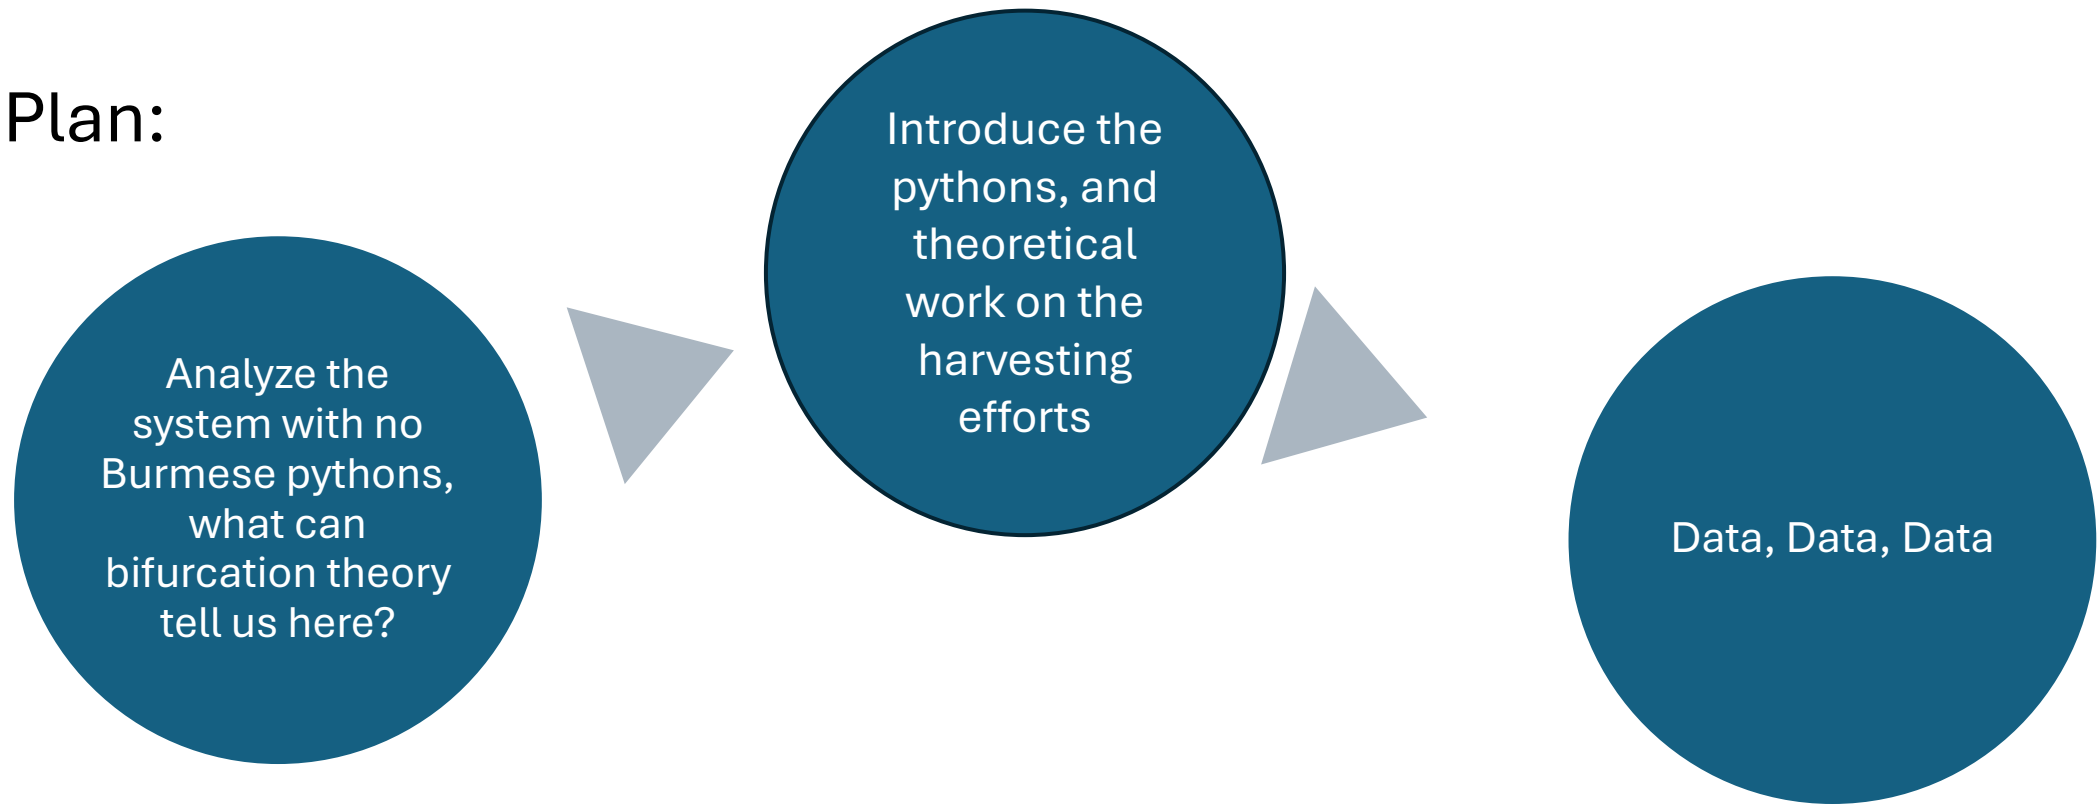 Plan:
Analyze the
system with no
Burmese pythons,
what can
bifurcation theory
tell us here?
Introduce the
pythons, and
theoretical
work on the
harvesting
efforts
Data, Data, Data